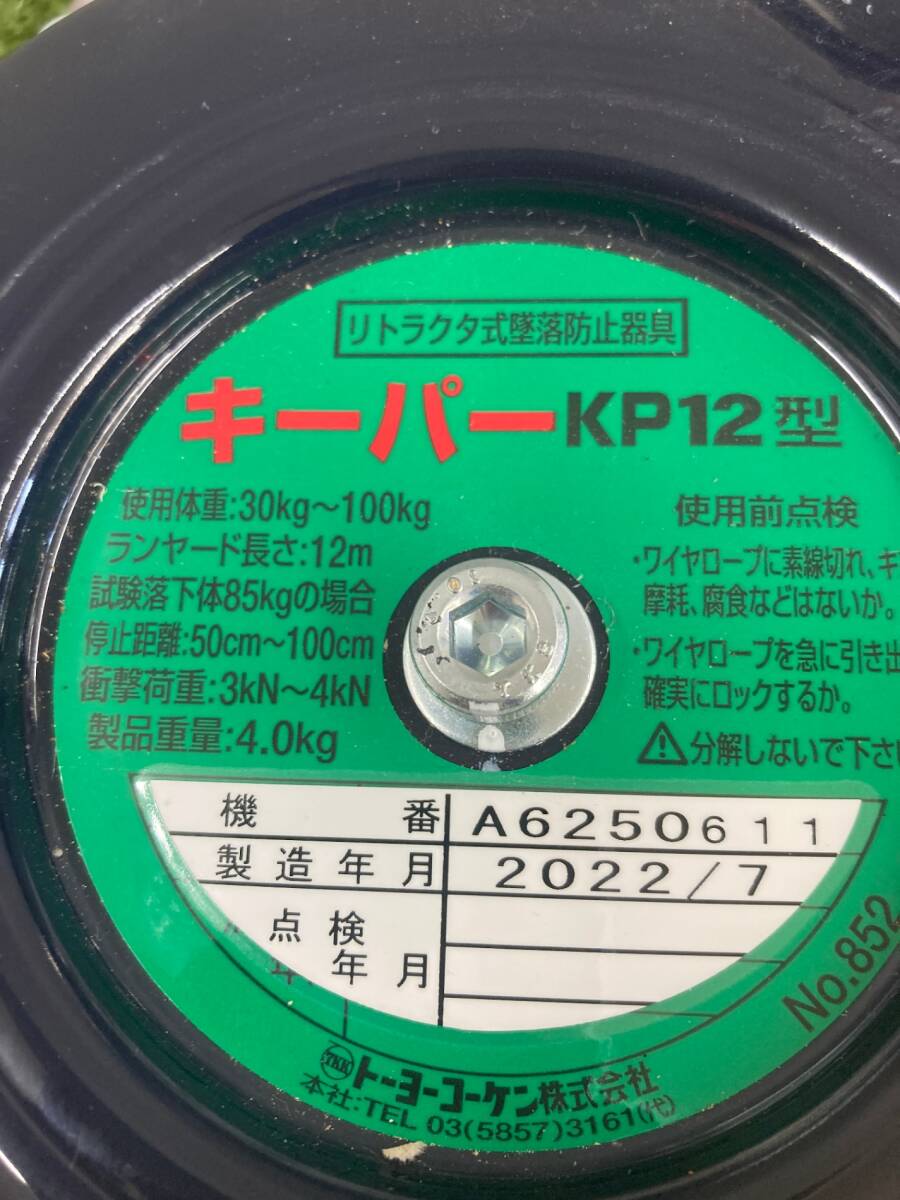 リトラクタ式墜落防止器具
キーパーKP12型
使用体重:30kg～100kg
ランヤード長さ:12m
試験落下体85kgの場合
停止距離:50cm～100cm
衝撃荷重:3kN～4kN
製品重量:4.0kg
使用前点検
・ワイヤロープに素線切れ、キ
摩耗、腐食などはないか。
・ワイヤロープを急に引き出
確実にロックするか。
⚠分解しないで下さい
機番 A6250611
製造年月 2022/7
点検
年年月
No.852
TKK トーヨーコーケン株式会社
本社:TEL 03(5857)3161(代)